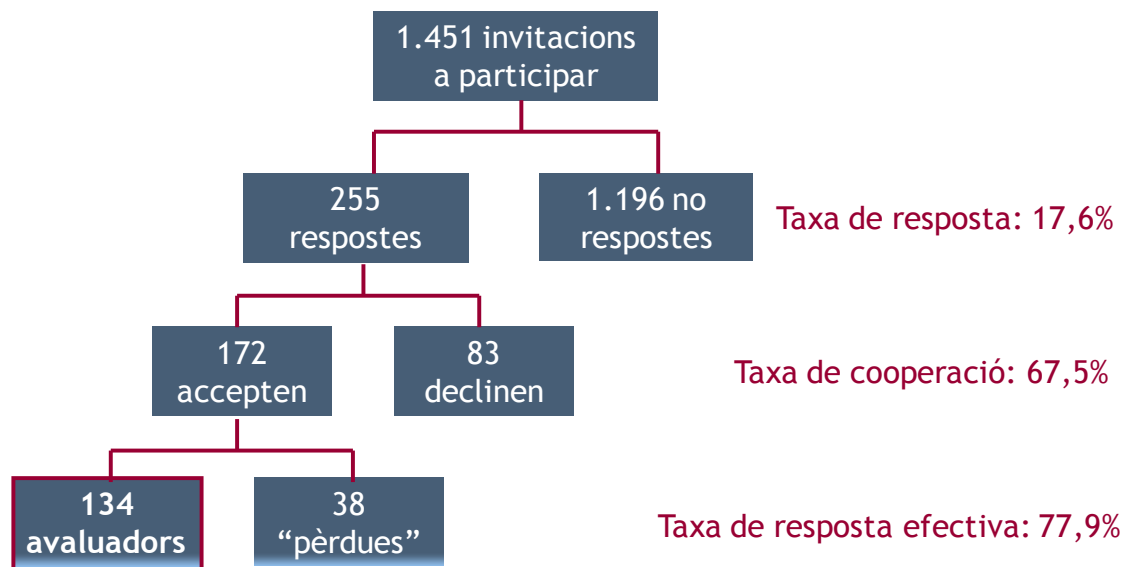 1.451 invitacions
a participar
255
respostes
1.196 no
respostes
Taxa de resposta: 17,6%
172
accepten
83
declinen
Taxa de cooperació: 67,5%
134
avaluadors
38
“pèrdues”
Taxa de resposta efectiva: 77,9%